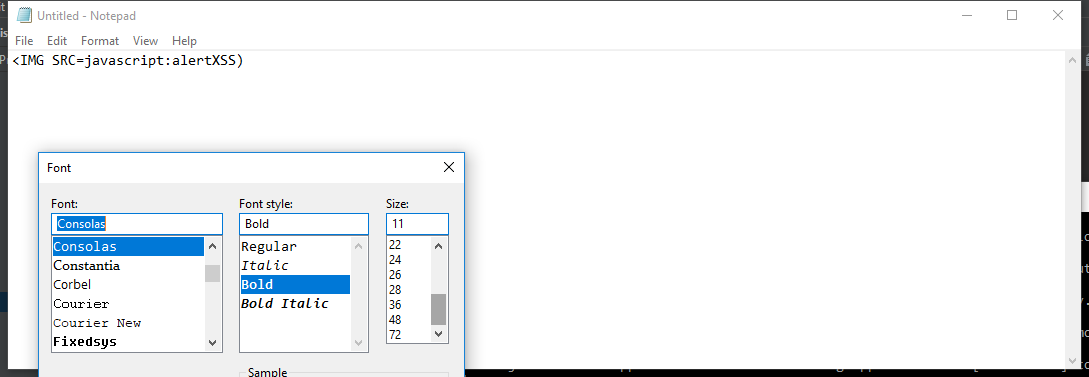 Untitled - Notepad
File Edit Format View Help
<IMG SRC=javascript:alertXSS)
Font
Font: Font style: Size:
Consolas Bold 11
Consolas Regular 22
Constantia Italic 24
Corbel Bold 26
Courier Bold Italic 28
Courier New 36
Fixedsys 48
72
Sample